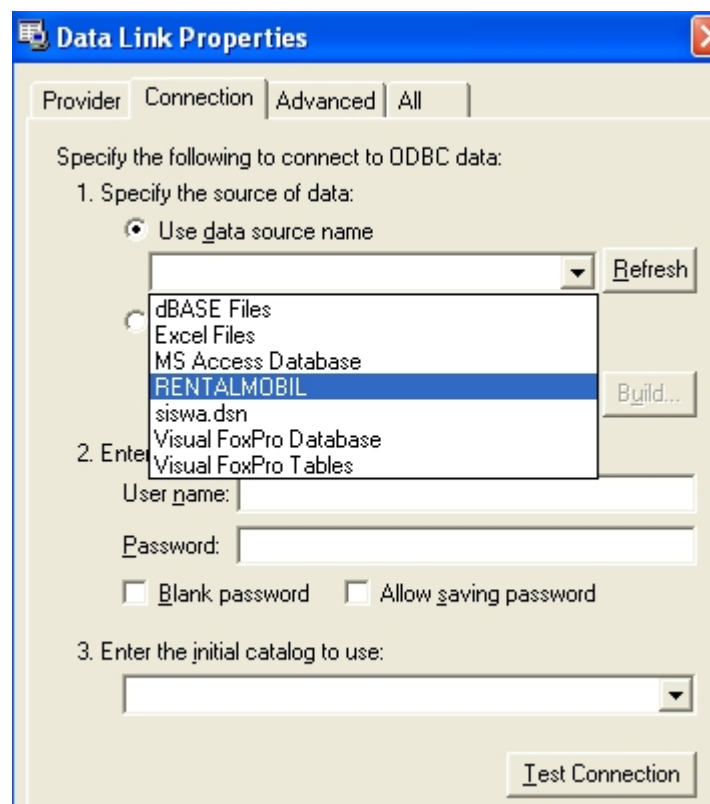 Data Link Properties
Provider Connection Advanced All
Specify the following to connect to ODBC data:
1. Specify the source of data:
Use data source name
Refresh
dBASE Files
Excel Files
MS Access Database
RENTALMOBIL
Build...
siswa.dsn
Visual FoxPro Database
2. Enter
Visual FoxPro Tables
User name:
Password:
Blank password Allow saving password
3. Enter the initial catalog to use:
Test Connection